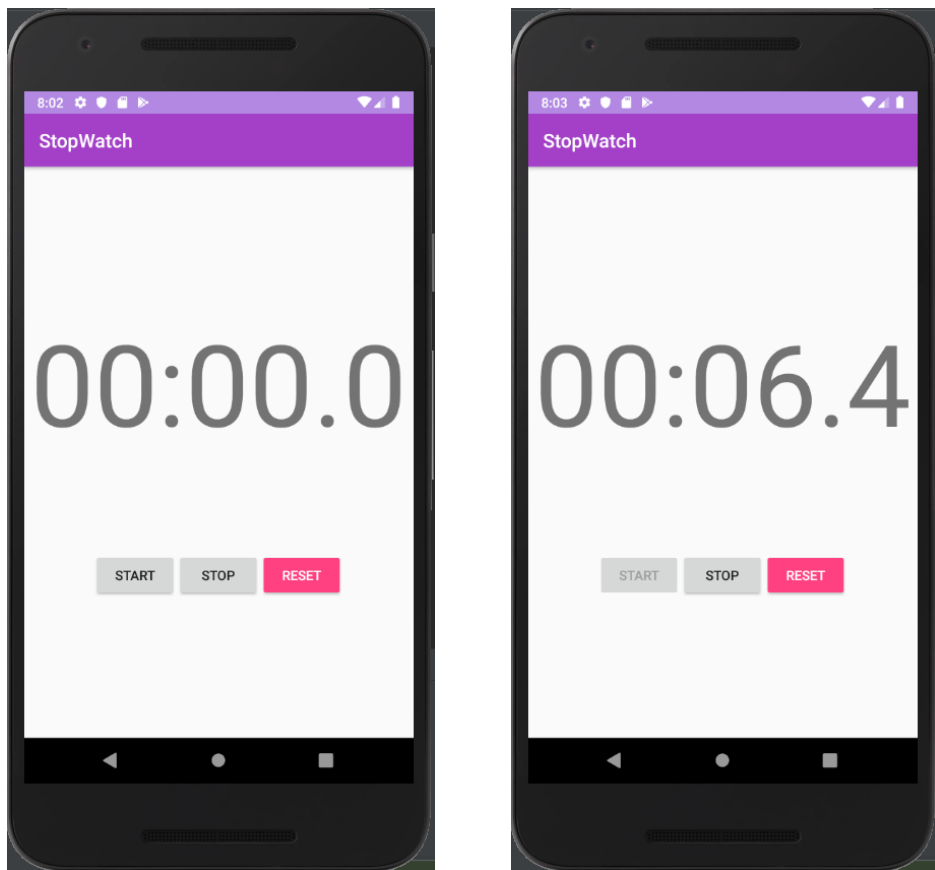 8:02
StopWatch
00:00.0
START STOP RESET
8:03
StopWatch
00:06.4
START STOP RESET